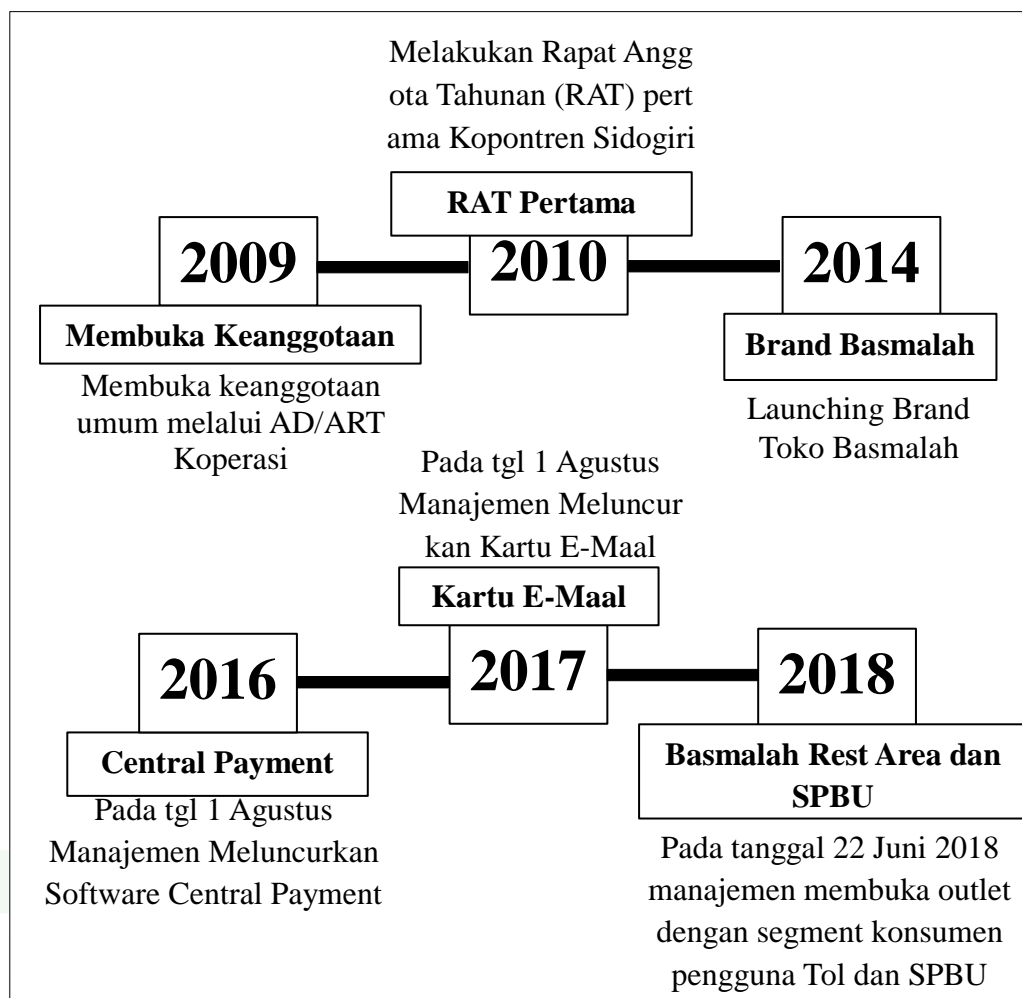 Melakukan Rapat Angg
ota Tahunan (RAT) pert
ama Kopontren Sidogiri
RAT Pertama
2009
2010
2014
Membuka Keanggotaan
Brand Basmalah
Membuka keanggotaan
umum melalui AD/ART
Koperasi
Launching Brand
Toko Basmalah
Pada tgl 1 Agustus
Manajemen Meluncur
kan Kartu E-Maal
Kartu E-Maal
2016
2017
2018
Central Payment
Basmalah Rest Area dan
SPBU
Pada tgl 1 Agustus
Manajemen Meluncurkan
Software Central Payment
Pada tanggal 22 Juni 2018
manajemen membuka outlet
dengan segment konsumen
pengguna Tol dan SPBU